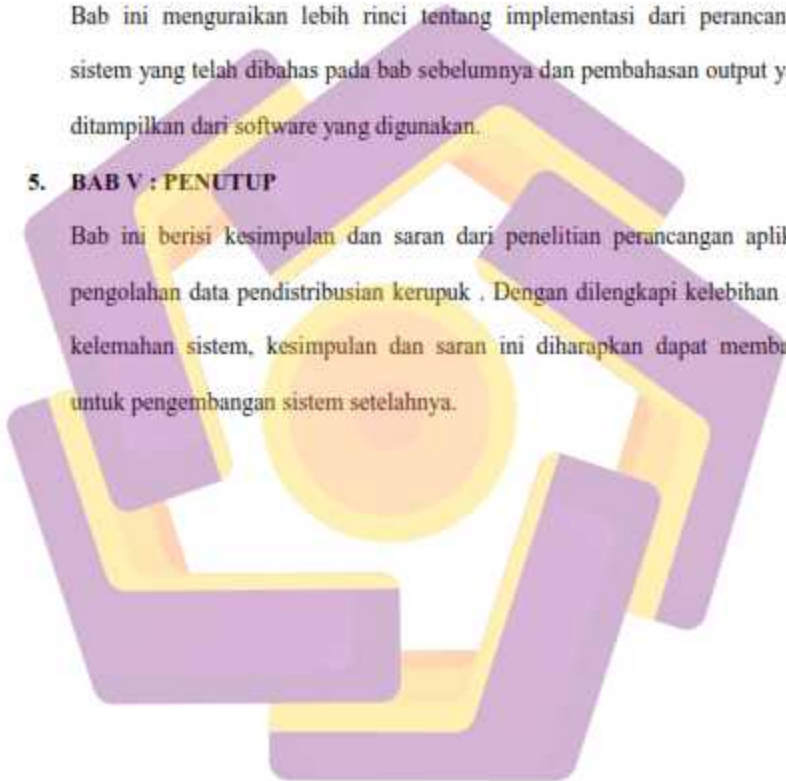 Bab ini menguraikan lebih rinci tentang implementasi dari perancan
sistem yang telah dibahas pada bab sebelumnya dan pembahasan output y
ditampilkan dari software yang digunakan.
5. BAB V : PENUTUP
Bab ini berisi kesimpulan dan saran dari penelitian perancangan aplik
pengolahan data pendistribusian kerupuk . Dengan dilengkapi kelebihan
kelemahan sistem, kesimpulan dan saran ini diharapkan dapat memba
untuk pengembangan sistem setelahnya.